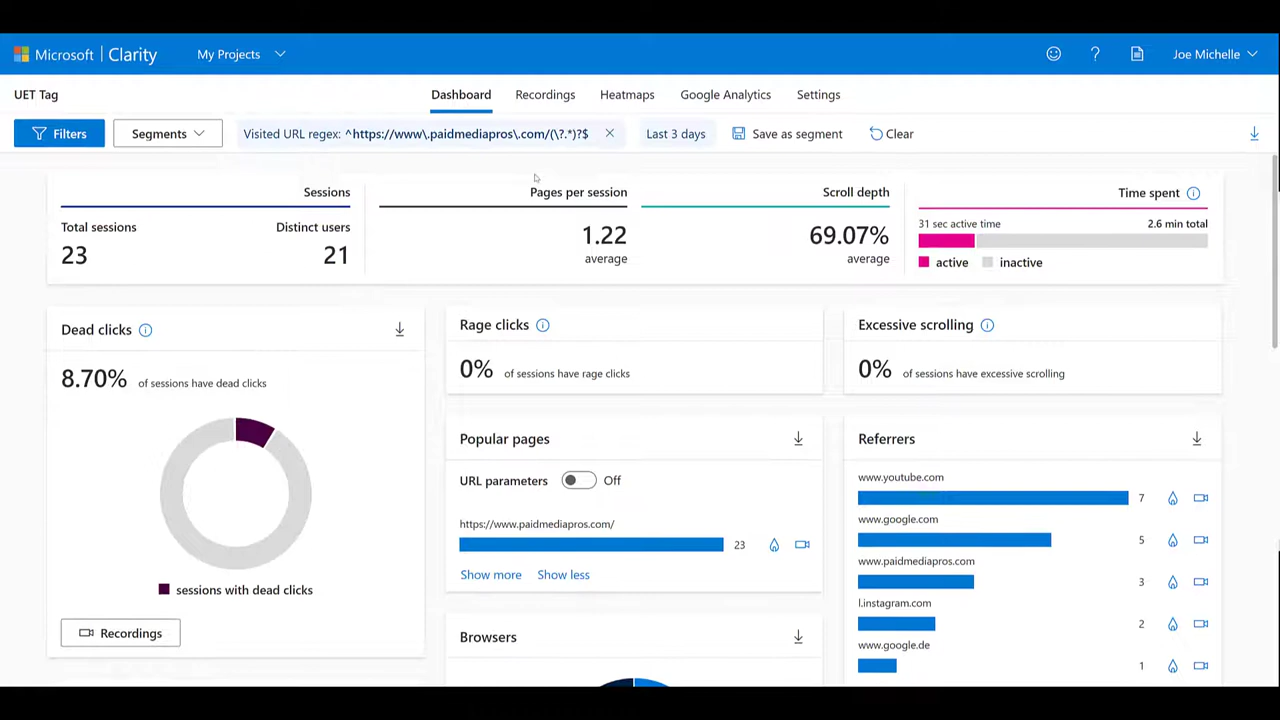 Microsoft | Clarity My Projects Joe Michelle
UET Tag Dashboard Recordings Heatmaps Google Analytics Settings
Filters Segments Visited URL regex: ^https://www\.paidmediapros\.com/(\?.*)?$ Last 3 days Save as segment Clear
Sessions
Total sessions Distinct users
23 21
Pages per session
1.22
average
Scroll depth
69.07%
average
Time spent
31 sec active time 2.6 min total
active inactive
Dead clicks
8.70% of sessions have dead clicks
sessions with dead clicks
Recordings
Rage clicks
0% of sessions have rage clicks
Excessive scrolling
0% of sessions have excessive scrolling
Popular pages
URL parameters Off
https://www.paidmediapros.com/
23
Show more Show less
Browsers
Referrers
www.youtube.com
7
www.google.com
5
www.paidmediapros.com
3
l.instagram.com
2
www.google.de
1